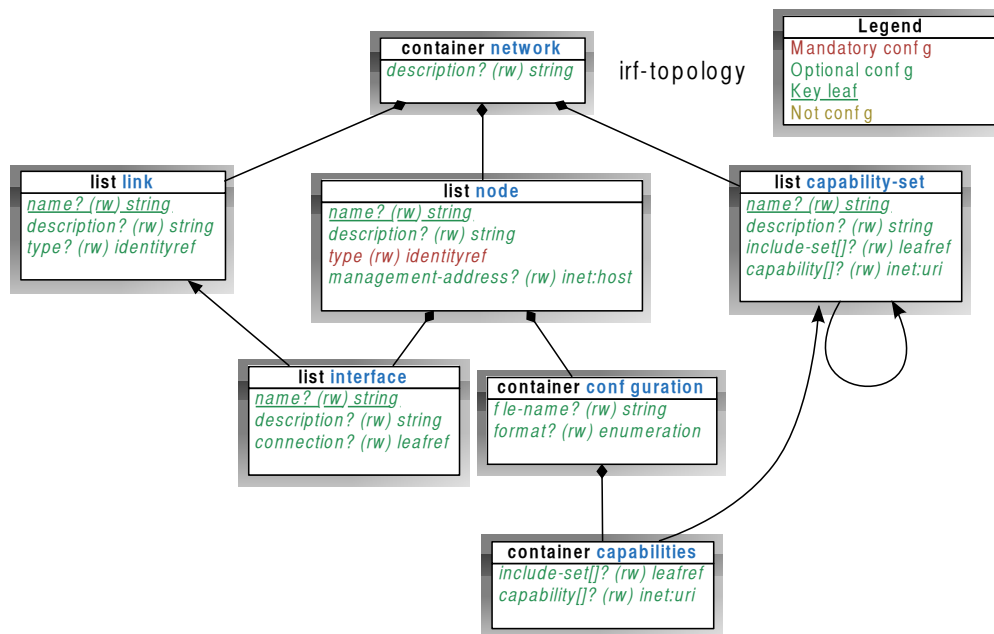 container network
description? (rw) string
irf-topology
Legend
Mandatory conf g
Optional conf g
Key leaf
Not conf g
list link
name? (rw) string
description? (rw) string
type? (rw) identityref
list node
name? (rw) string
description? (rw) string
type (rw) identityref
management-address? (rw) inet:host
list capability-set
name? (rw) string
description? (rw) string
include-set[]? (rw) leafref
capability[]? (rw) inet:uri
list interface
name? (rw) string
description? (rw) string
connection? (rw) leafref
container conf guration
f le-name? (rw) string
format? (rw) enumeration
container capabilities
include-set[]? (rw) leafref
capability[]? (rw) inet:uri